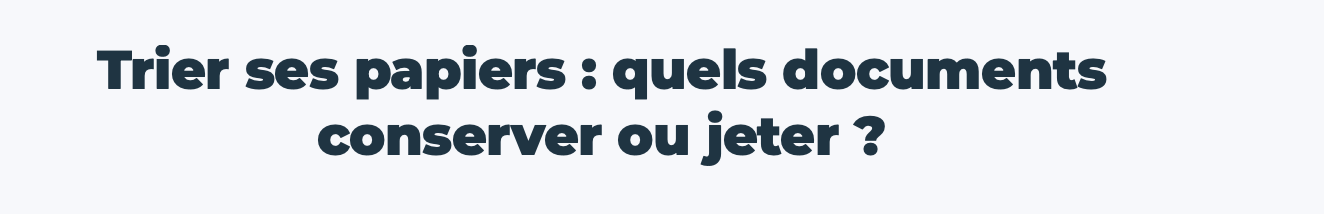 Trier ses papiers : quels documents
conserver ou jeter ?